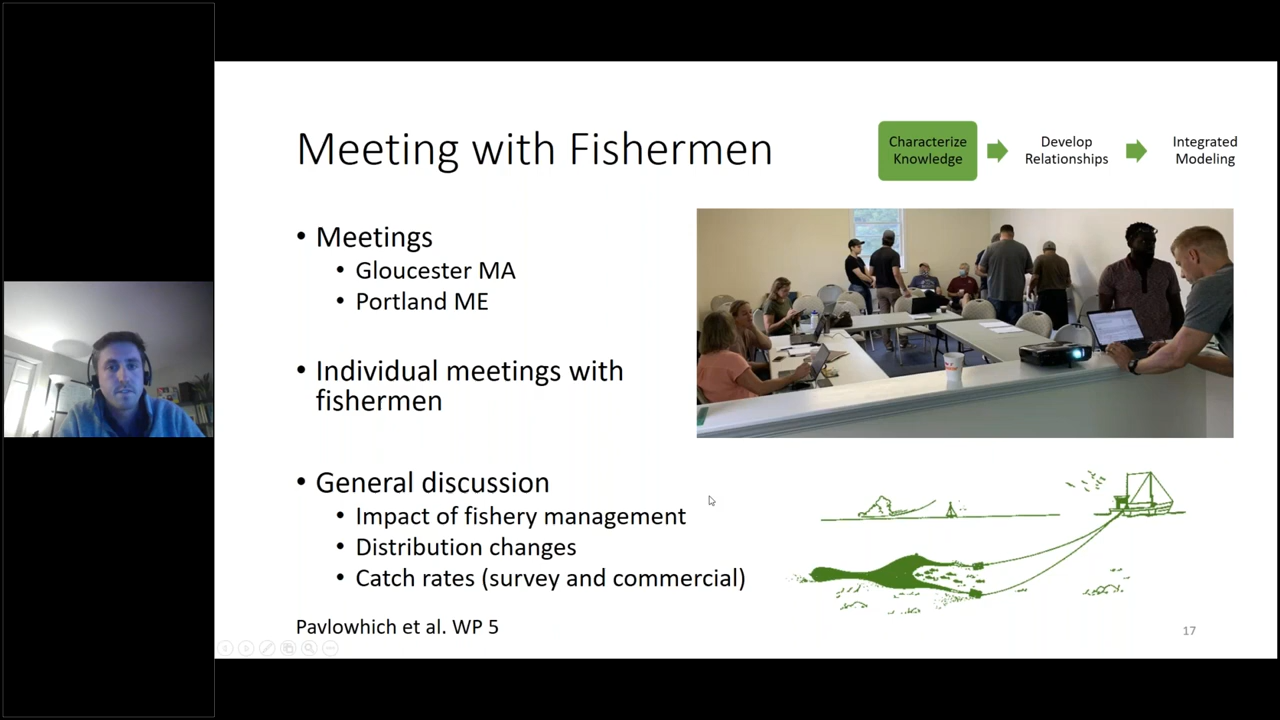 Meeting with Fishermen
Characterize
Knowledge
Develop
Relationships
Integrated
Modeling
• Meetings
• Gloucester MA
• Portland ME
• Individual meetings with
fishermen
• General discussion
• Impact of fishery management
• Distribution changes
• Catch rates (survey and commercial)
Pavlowhich et al. WP 5
17